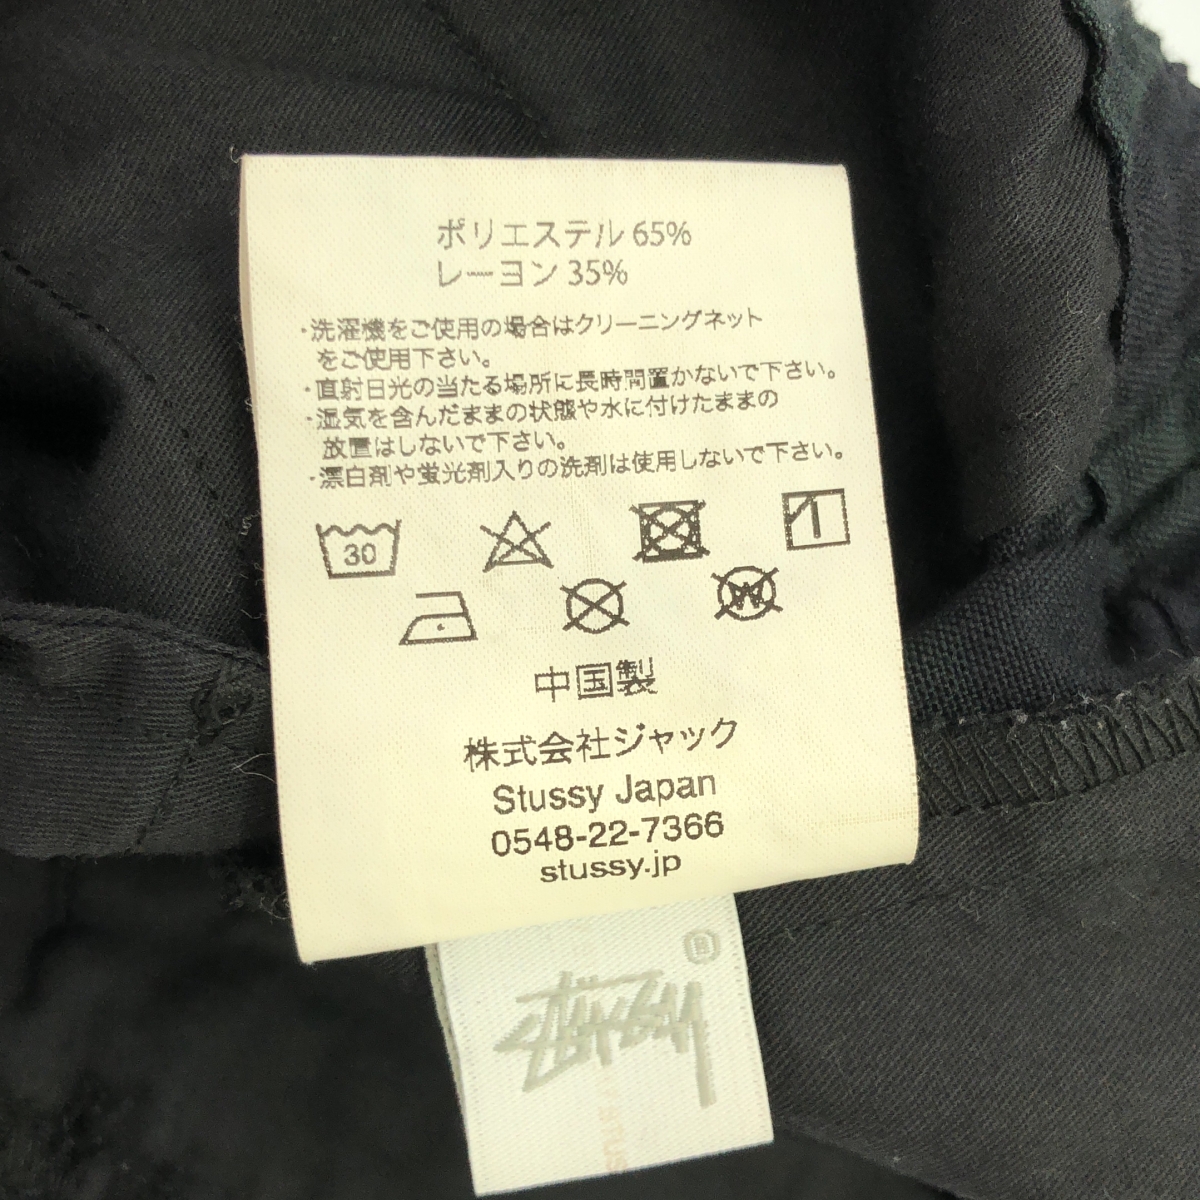 ポリエステル 65%
レーヨン 35%
・洗濯機をご使用の場合はクリーニングネット
をご使用下さい。
・直射日光の当たる場所に長時間置かないで下さい。
・湿気を含んだままの状態や水に付けたままの
放置はしないで下さい。
・漂白剤や蛍光剤入りの洗剤は使用しないで下さい。
30
W
中国製
株式会社ジャック
Stussy Japan
0548-22-7366
stussy.jp
®
Stüssy